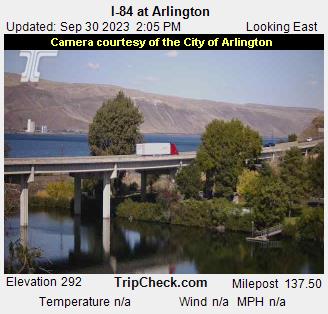 I-84 at Arlington
Updated: Sep 30 2023 2:05 PM Looking East
Camera courtesy of the City of Arlington
Elevation 292 TripCheck.com Milepost 137.50
Temperature n/a Wind n/a MPH n/a